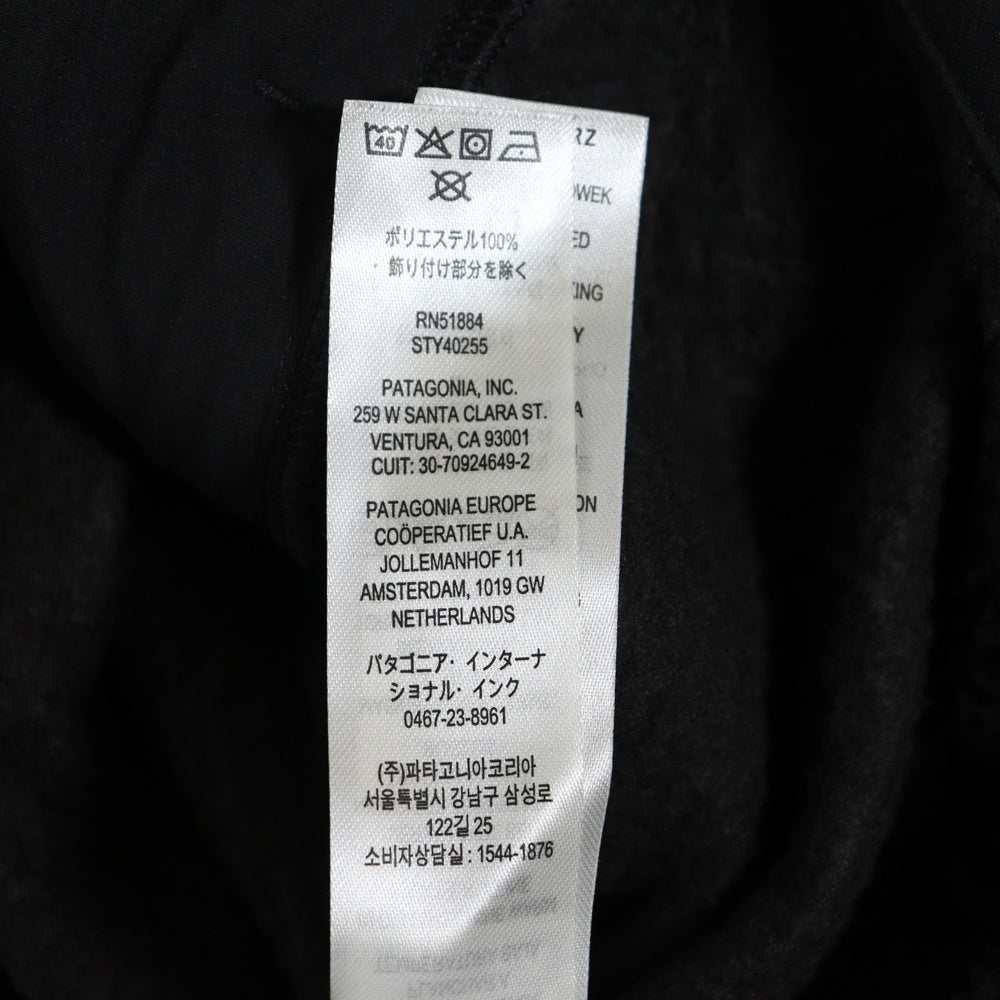 40
ポリエステル100%
・飾り付け部分を除く
RN51884
STY40255
PATAGONIA, INC.
259 W SANTA CLARA ST.
VENTURA, CA 93001
CUIT: 30-70924649-2
PATAGONIA EUROPE
COÖPERATIEF U.A.
JOLLEMANHOF 11
AMSTERDAM, 1019 GW
NETHERLANDS
パタゴニア・インターナ
ショナル・インク
0467-23-8961
(주)파타고니아코리아
서울특별시 강남구 삼성로
122길 25
소비자상담실 : 1544-1876